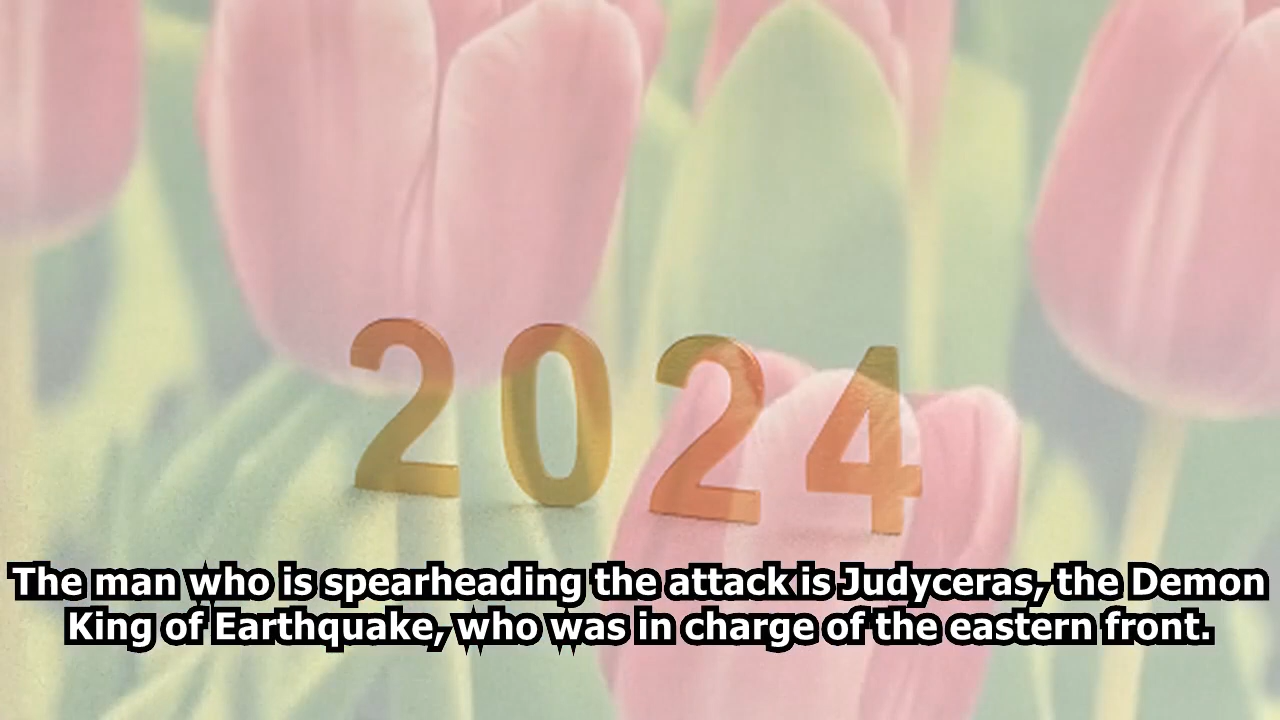 2024
The man who is spearheading the attack is Judyceras, the Demon
King of Earthquake, who was in charge of the eastern front.